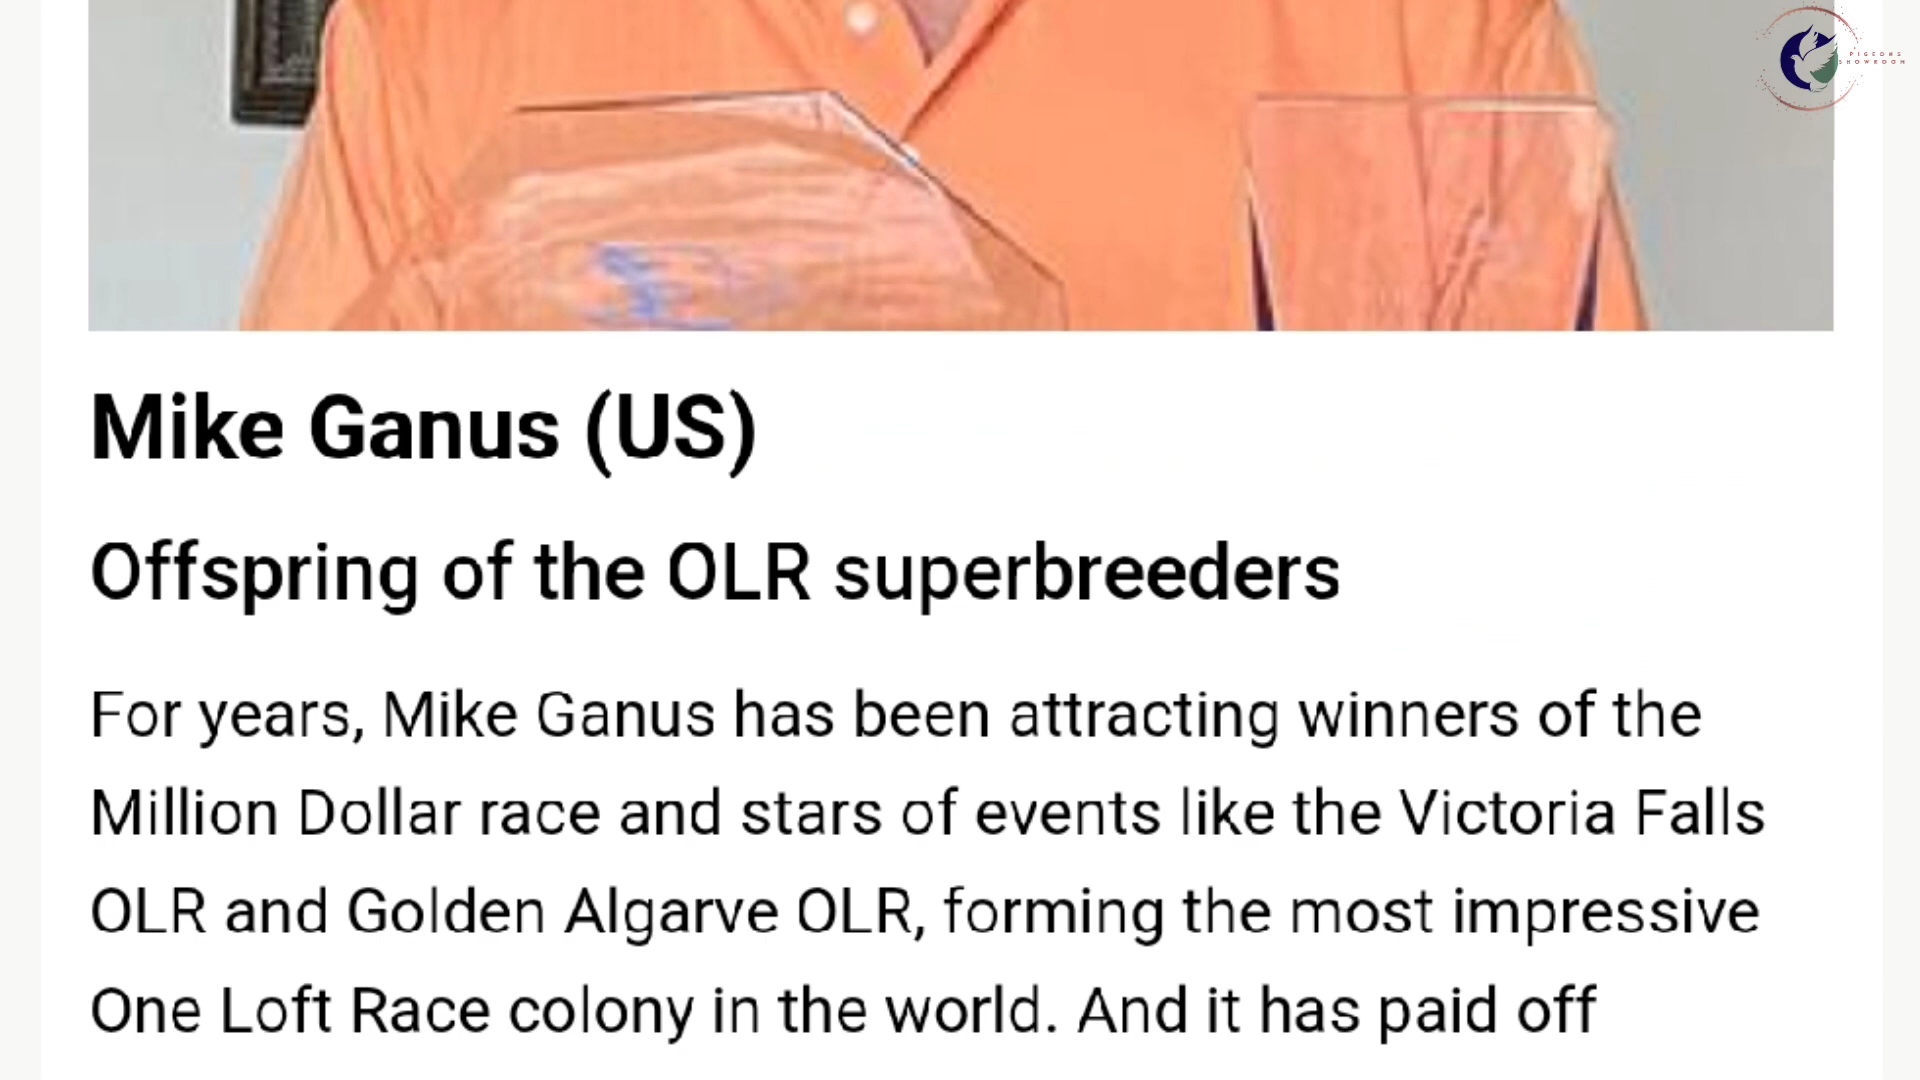 PIGEONS
SHOWROOM
Mike Ganus (US)
Offspring of the OLR superbreeders
For years, Mike Ganus has been attracting winners of the
Million Dollar race and stars of events like the Victoria Falls
OLR and Golden Algarve OLR, forming the most impressive
One Loft Race colony in the world. And it has paid off